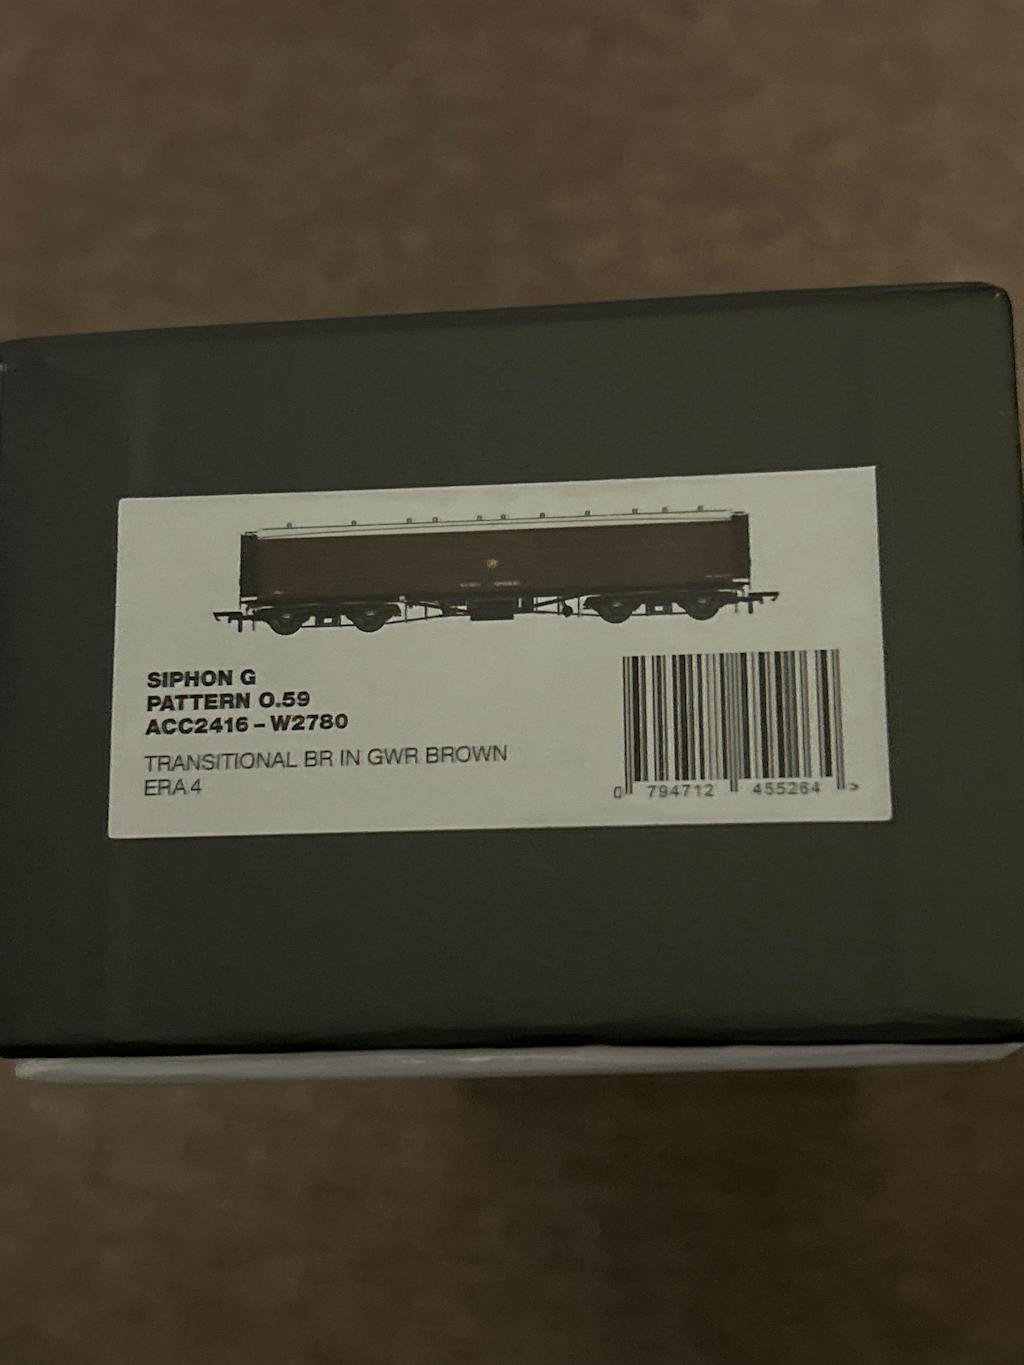 SIPHON G
PATTERN O.59
ACC2416 – W2780
TRANSITIONAL BR IN GWR BROWN
ERA 4
0 794712 455264 >